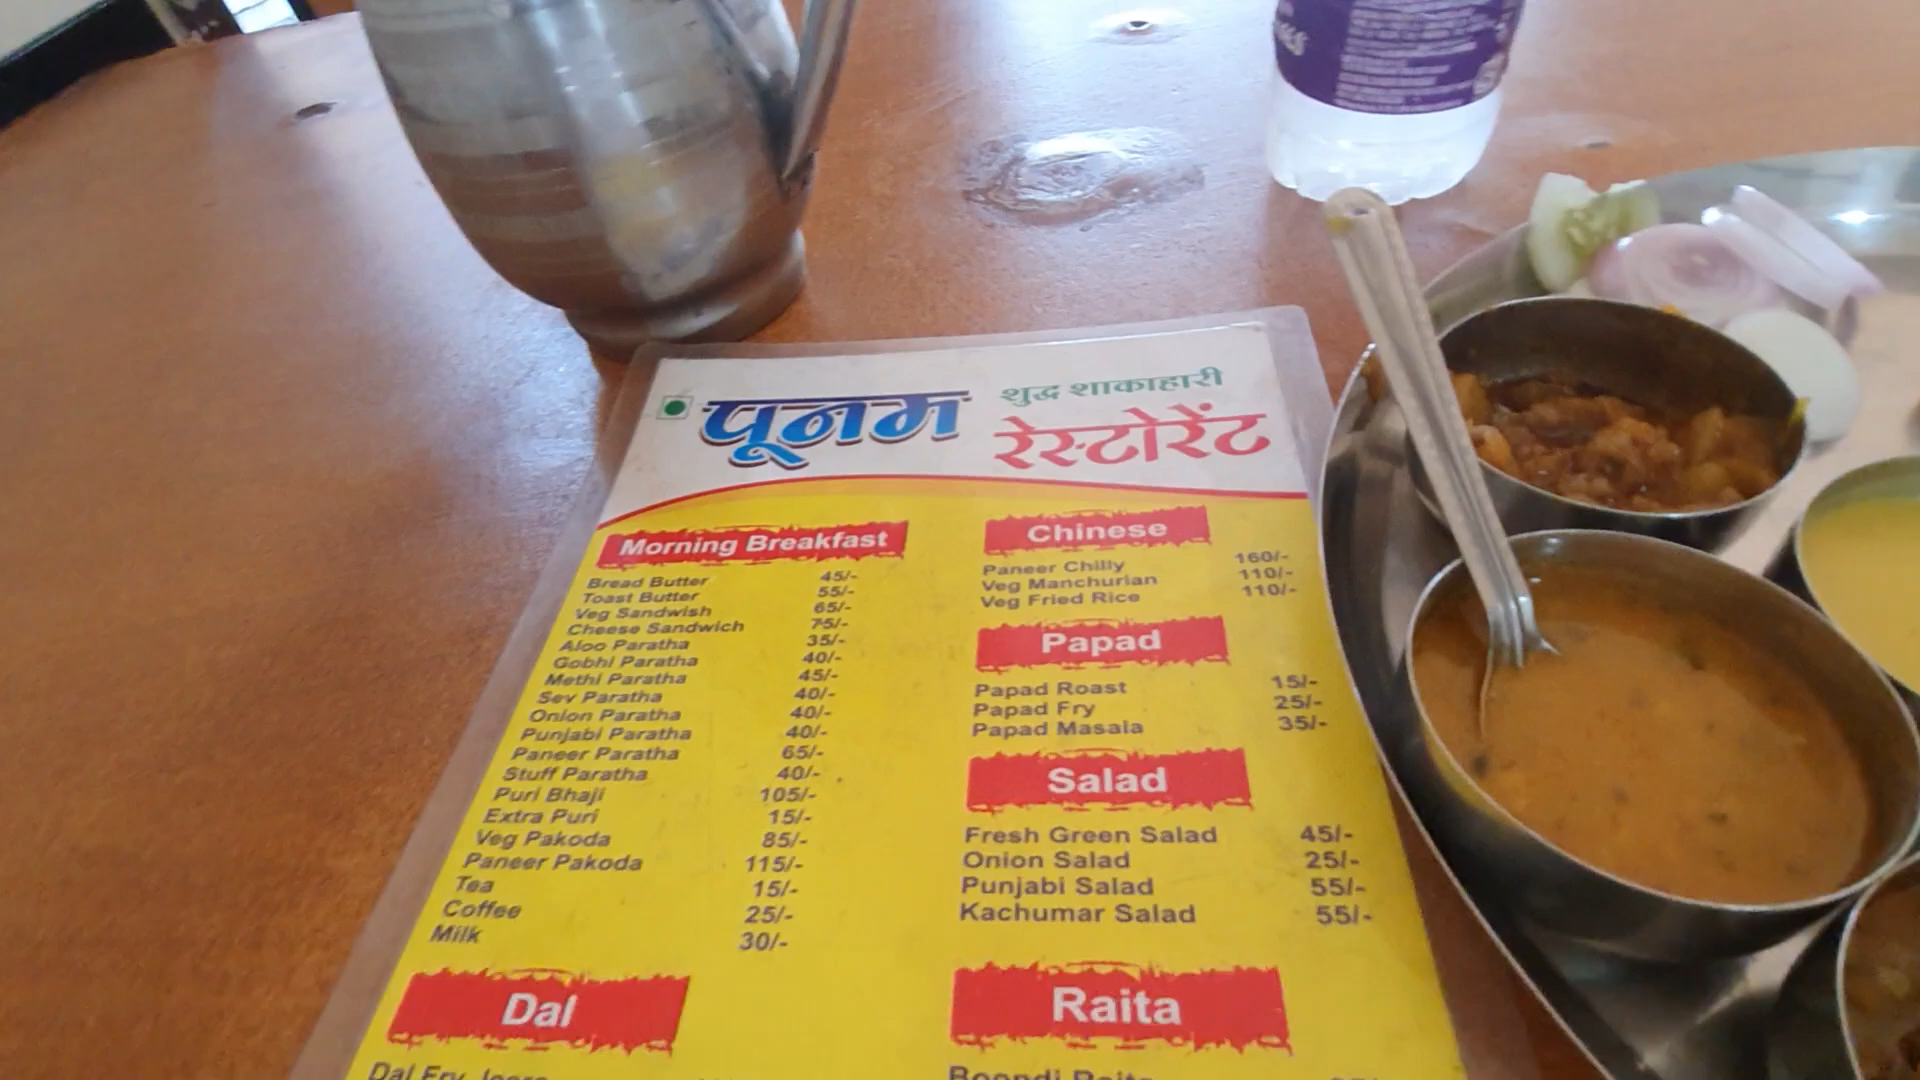 पूनम शुद्ध शाकाहारी
रेस्टोरेंट
Morning Breakfast
Bread Butter 45/-
Toast Butter 55/-
Veg Sandwish 65/-
Cheese Sandwich 75/-
Aloo Paratha 35/-
Gobhi Paratha 40/-
Methi Paratha 45/-
Sev Paratha 40/-
Onion Paratha 40/-
Punjabi Paratha 40/-
Paneer Paratha 65/-
Stuff Paratha 40/-
Puri Bhaji 105/-
Extra Puri 15/-
Veg Pakoda 85/-
Paneer Pakoda 115/-
Tea 15/-
Coffee 25/-
Milk 30/-
Dal
Dal Fry
Chinese
Paneer Chilly 160/-
Veg Manchurian 110/-
Veg Fried Rice 110/-
Papad
Papad Roast 15/-
Papad Fry 25/-
Papad Masala 35/-
Salad
Fresh Green Salad 45/-
Onion Salad 25/-
Punjabi Salad 55/-
Kachumar Salad 55/-
Raita
Boondi Raita